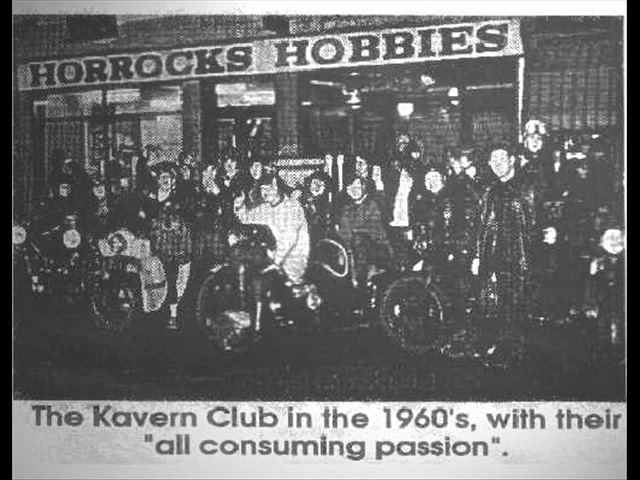 HORROCKS HOBBIES
The Kavern Club in the 1960's, with their
"all consuming passion".